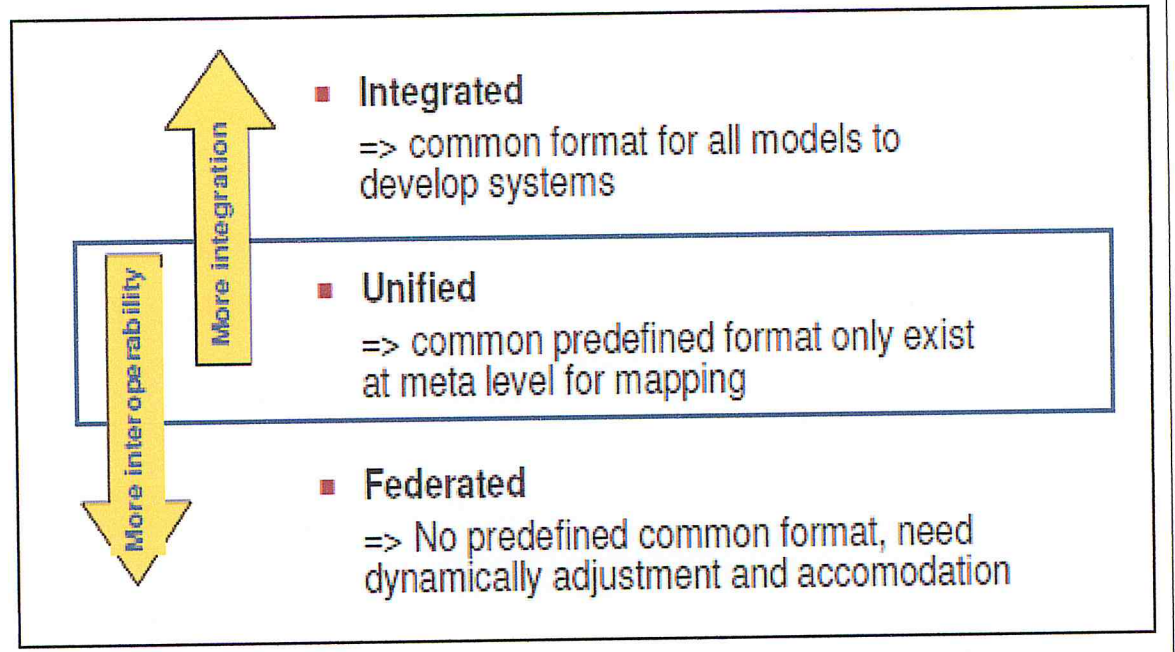 More integration
More interoperability
Integrated
=> common format for all models to
develop systems
Unified
=> common predefined format only exist
at meta level for mapping
Federated
=> No predefined common format, need
dynamically adjustment and accomodation